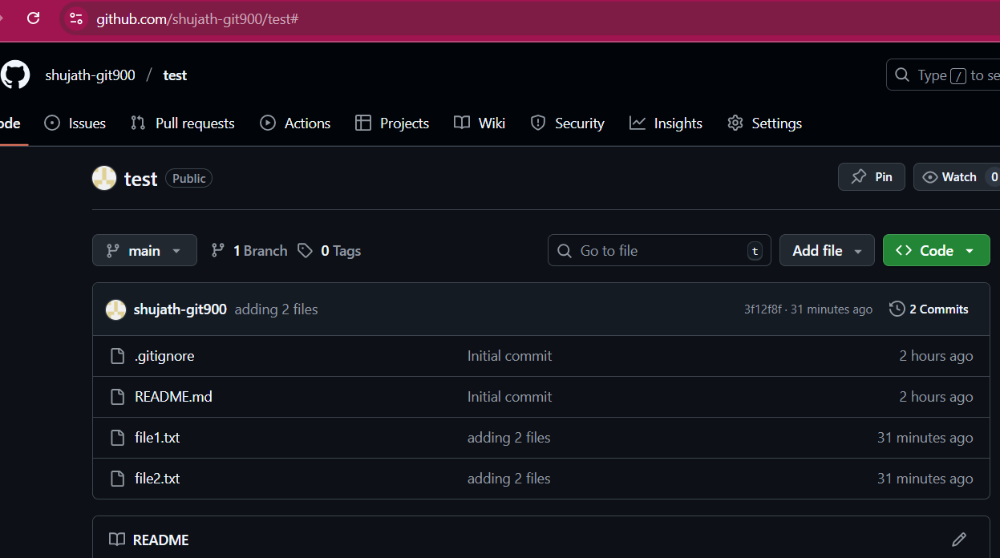 github.com/shujath-git900/test#
shujath-git900 / test
Type / to se
ode Issues Pull requests Actions Projects Wiki Security Insights Settings
test Public Pin Watch 0
main 1 Branch 0 Tags Go to file t Add file <> Code
shujath-git900 adding 2 files 3f12f8f · 31 minutes ago 2 Commits
.gitignore Initial commit 2 hours ago
README.md Initial commit 2 hours ago
file1.txt adding 2 files 31 minutes ago
file2.txt adding 2 files 31 minutes ago
README